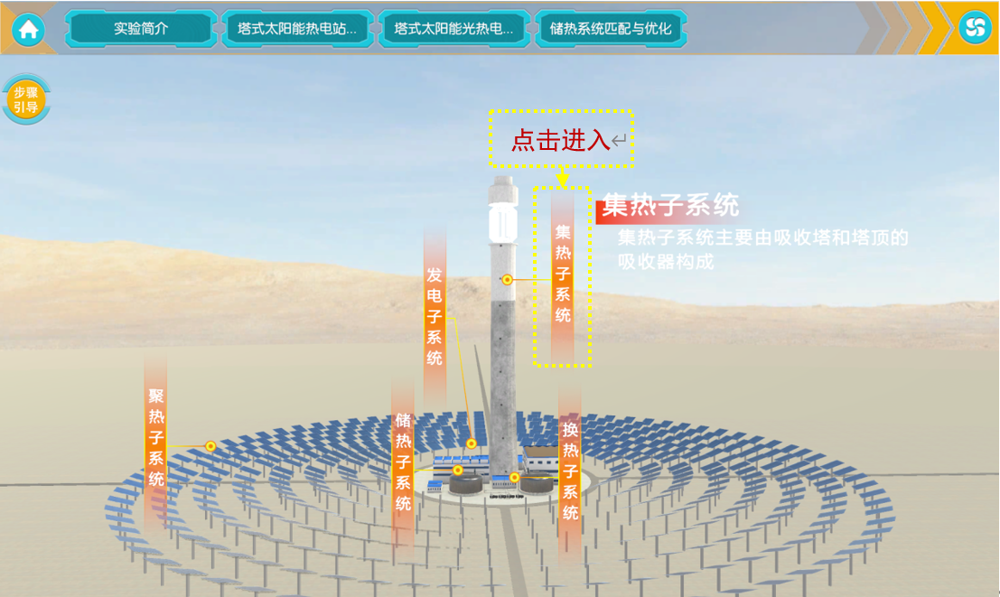 实验简介
塔式太阳能热电站...
塔式太阳能光热电...
储热系统匹配与优化
步骤
引导
点击进入↵
集热子系统
集热子系统主要由吸收塔和塔顶的
吸收器构成
集热子系统
发电子系统
聚热子系统
储热子系统
换热子系统